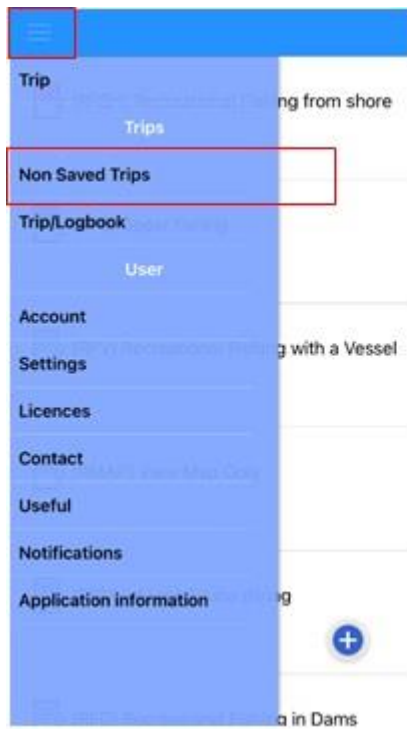 Trip
ng from shore
Trips
Non Saved Trips
Trip/Logbook
User
Account
g with a Vessel
Settings
Licences
Contact
Useful
Notifications
Application information
g
g in Dams